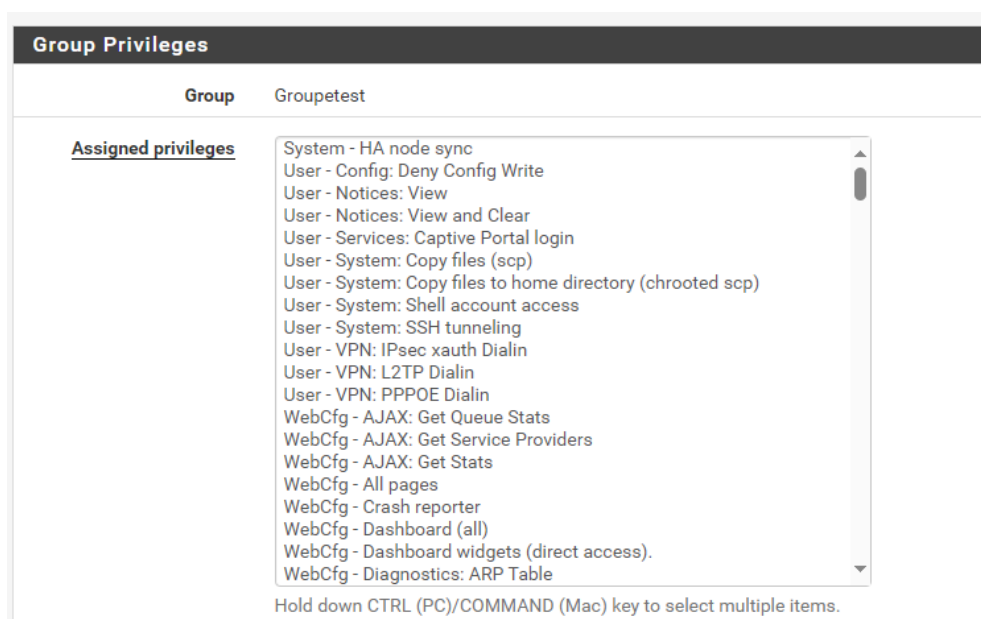 Group Privileges
Group Groupetest
Assigned privileges System - HA node sync
User - Config: Deny Config Write
User - Notices: View
User - Notices: View and Clear
User - Services: Captive Portal login
User - System: Copy files (scp)
User - System: Copy files to home directory (chrooted scp)
User - System: Shell account access
User - System: SSH tunneling
User - VPN: IPsec xauth Dialin
User - VPN: L2TP Dialin
User - VPN: PPPOE Dialin
WebCfg - AJAX: Get Queue Stats
WebCfg - AJAX: Get Service Providers
WebCfg - AJAX: Get Stats
WebCfg - All pages
WebCfg - Crash reporter
WebCfg - Dashboard (all)
WebCfg - Dashboard widgets (direct access).
WebCfg - Diagnostics: ARP Table
Hold down CTRL (PC)/COMMAND (Mac) key to select multiple items.